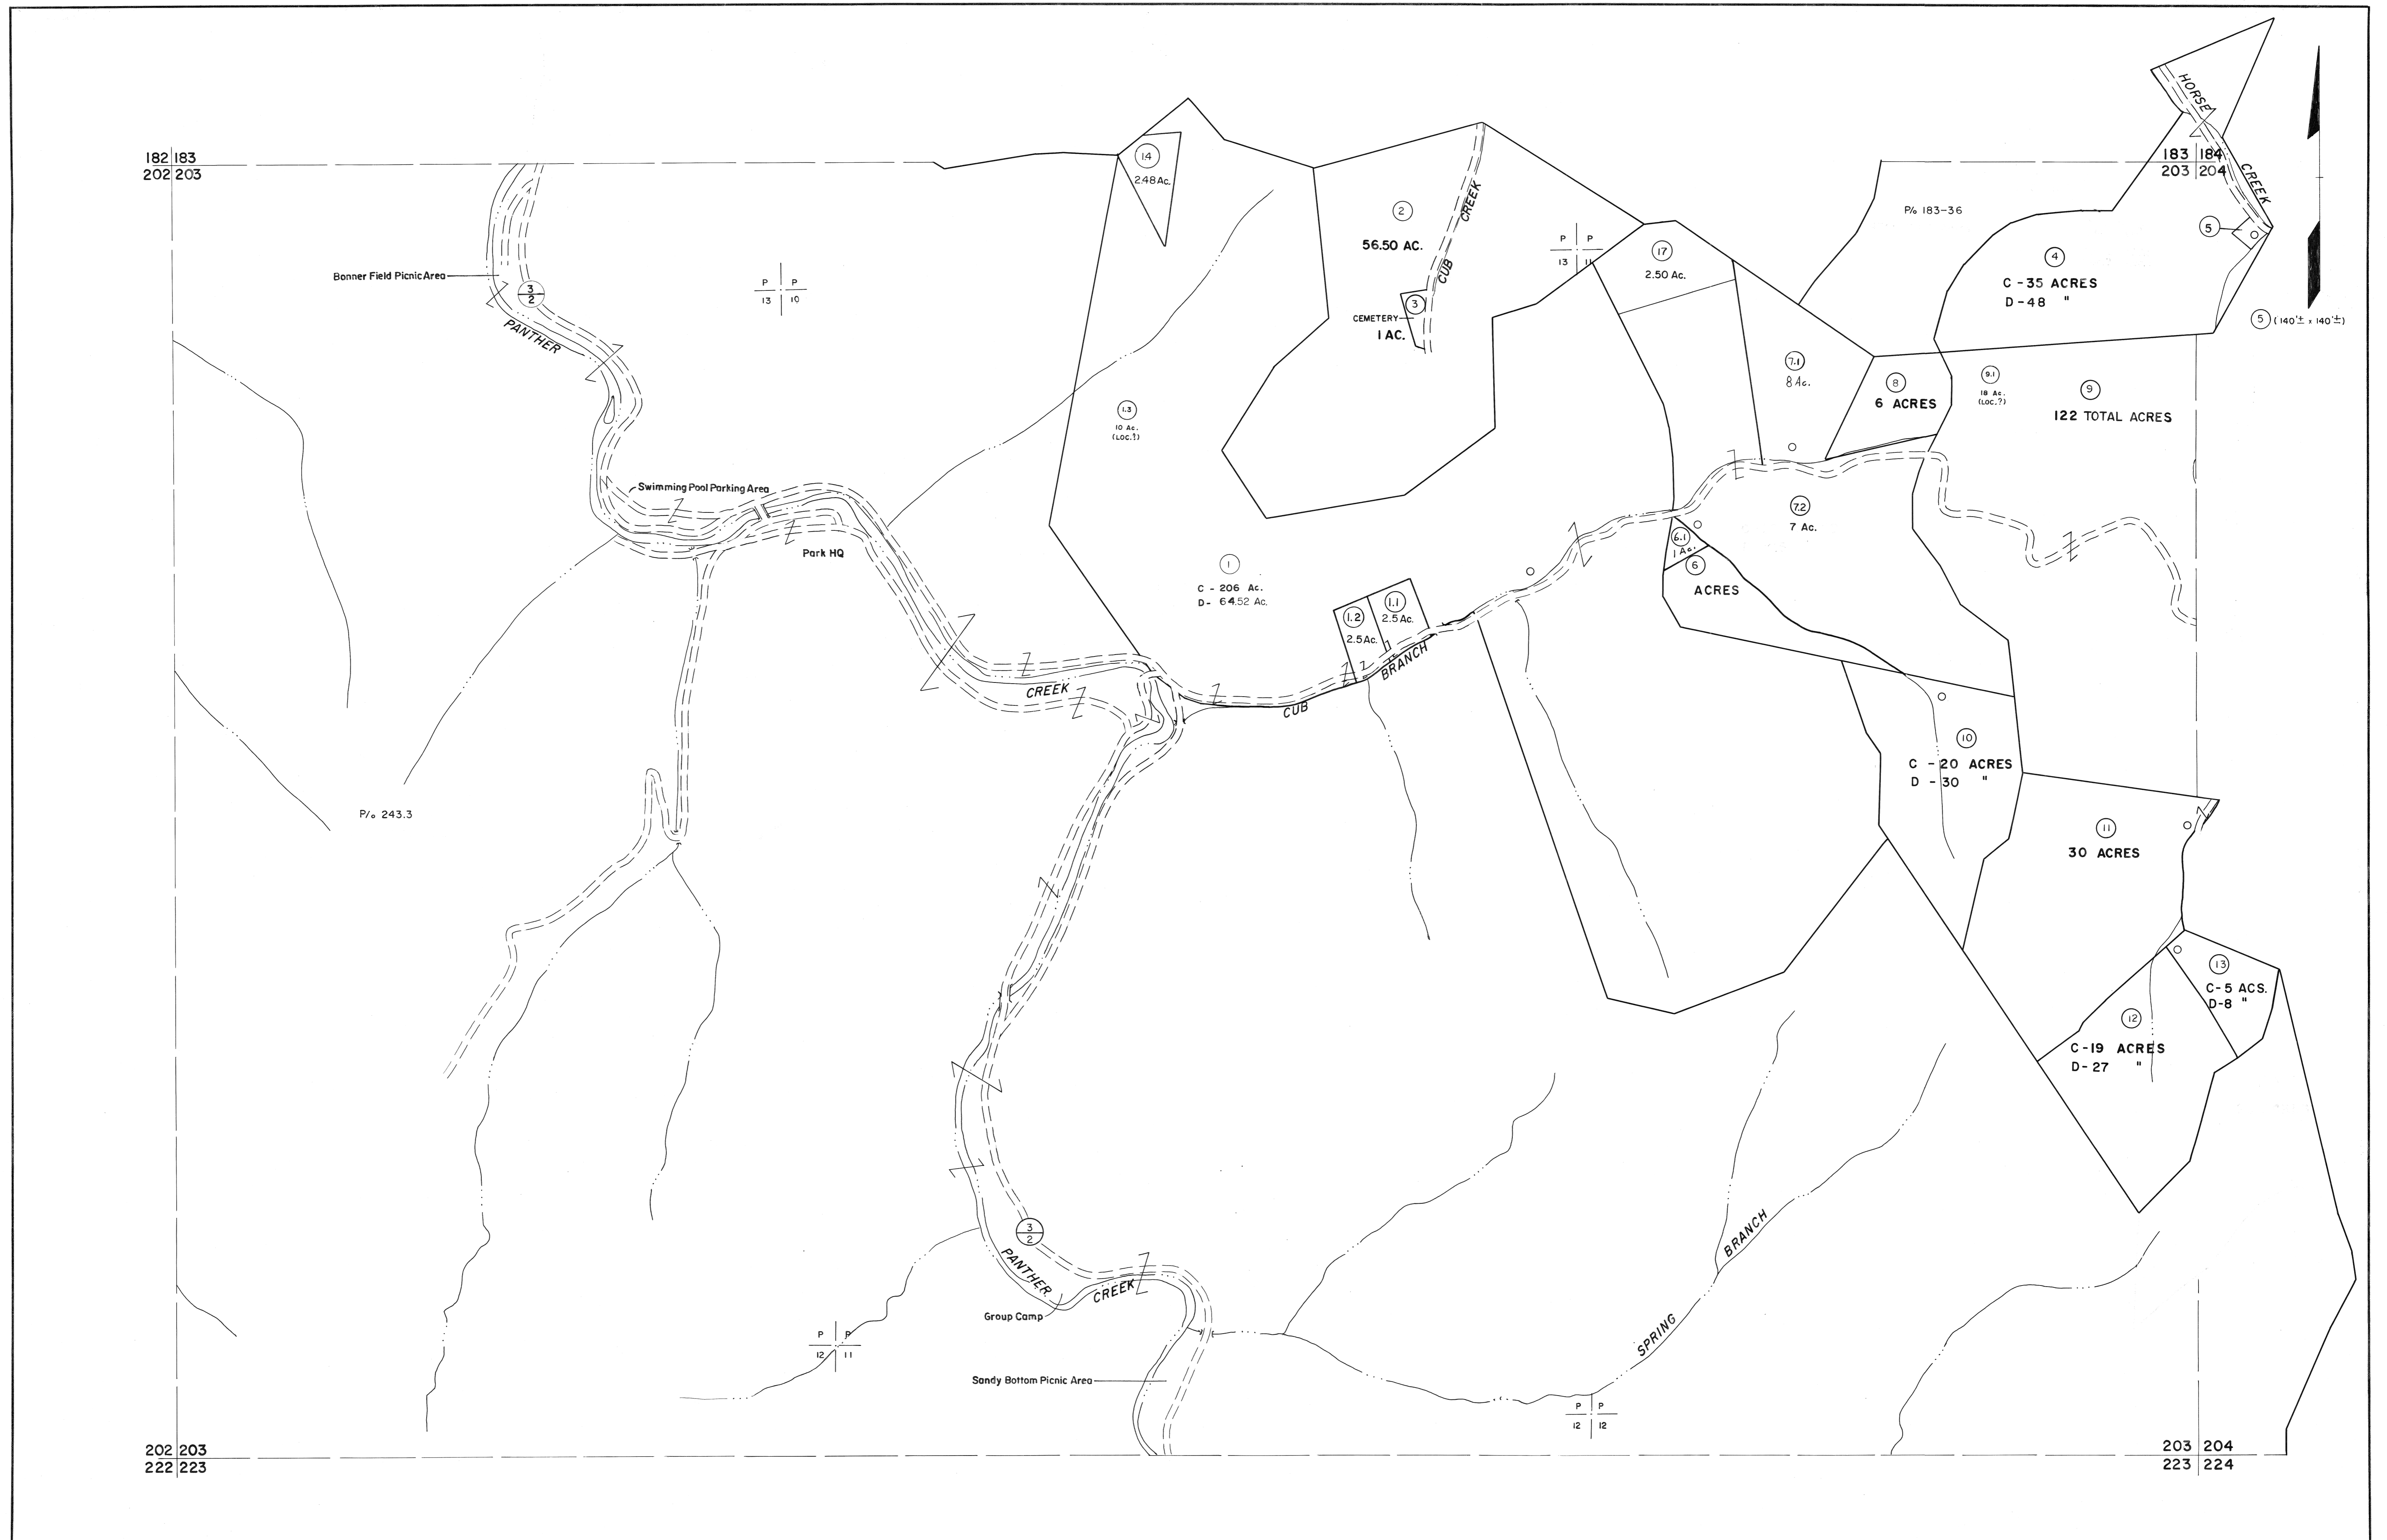 182 183
202 203
183 184
203 204
HORSE
CREEK
Bonner Field Picnic Area
3
2
PANTHER
P P
13 10
1.4
2.48 Ac.
2
56.50 AC.
CUB CREEK
3
CEMETERY
1 AC.
P P
13 11
17
2.50 Ac.
P/o 183-36
4
C - 35 ACRES
D - 48 "
5
5 (140'± x 140'±)
1.3
10 Ac.
(LOC.?)
7.1
8 Ac.
8
6 ACRES
9.1
18 Ac.
(LOC.?)
9
122 TOTAL ACRES
Swimming Pool Parking Area
Park HQ
7.2
7 Ac.
6.1
1 Ac.
6
ACRES
1
C - 206 Ac.
D - 64.52 Ac.
1.2
2.5 Ac.
1.1
2.5 Ac.
CREEK
CUB
BRANCH
10
C - 20 ACRES
D - 30 "
P/o 243.3
11
30 ACRES
13
C-5 ACS.
D-8 "
12
C-19 ACRES
D-27 "
3
2
PANTHER
CREEK
Group Camp
P P
12 11
Sandy Bottom Picnic Area
SPRING
BRANCH
P P
12 12
202 203
222 223
203 204
223 224